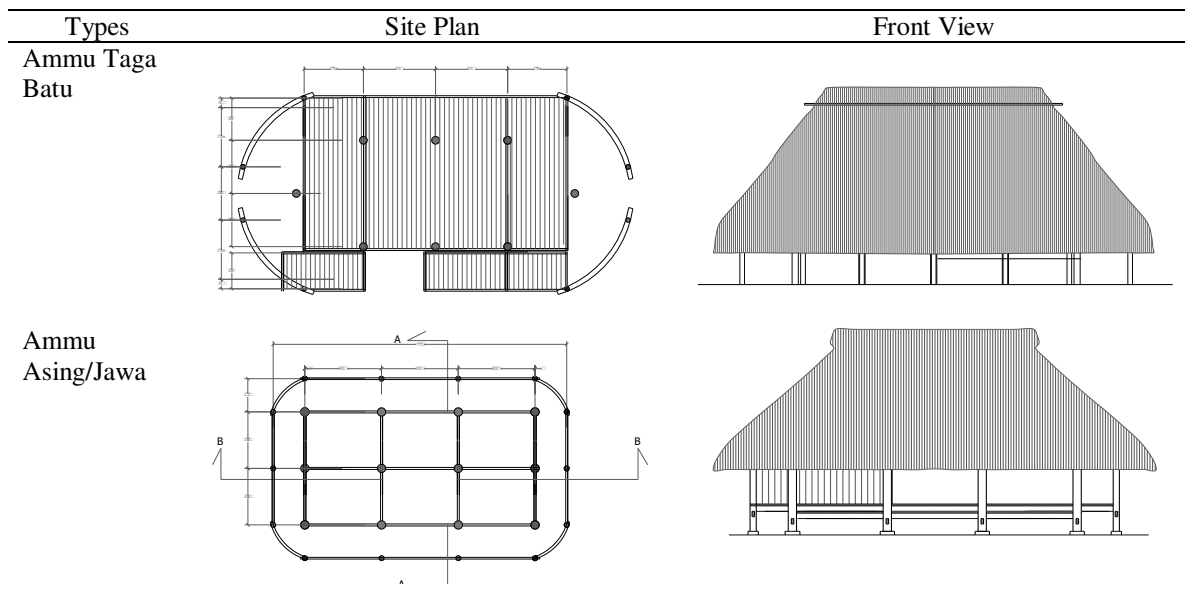 Types Site Plan Front View
Ammu Taga
Batu
Ammu
Asing/Jawa
A
B B
A